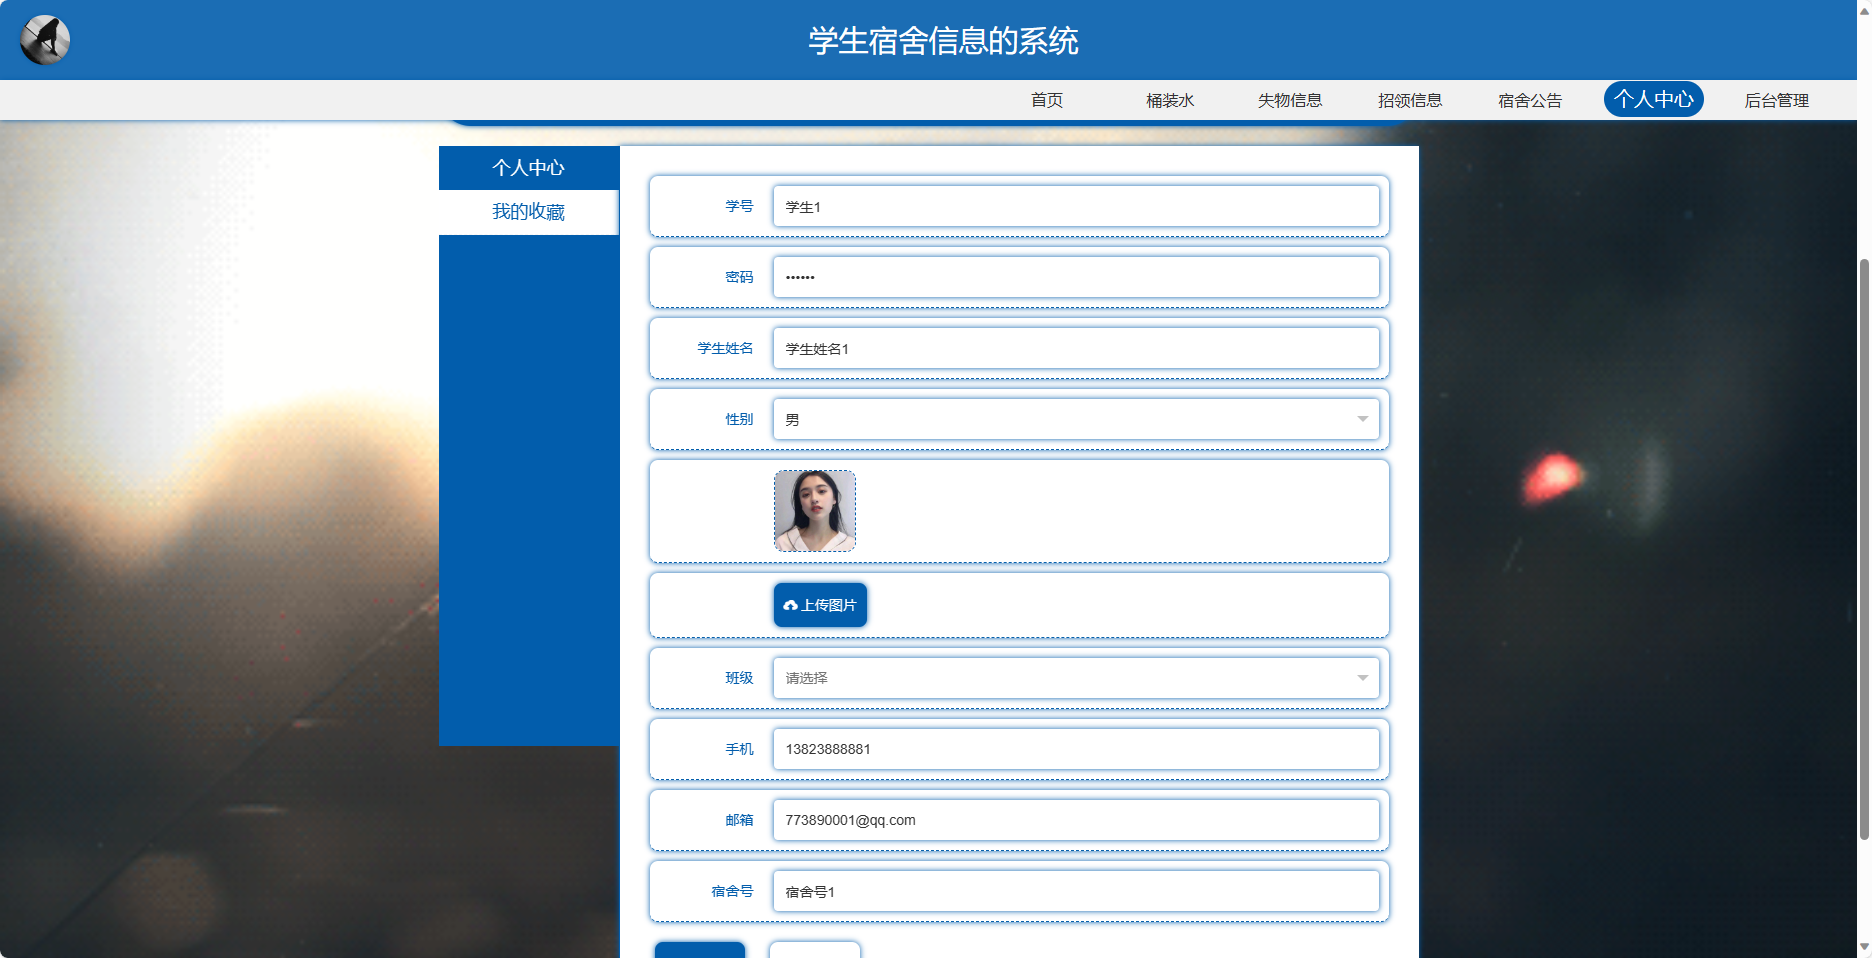 学生宿舍信息的系统
首页 桶装水 失物信息 招领信息 宿舍公告 个人中心 后台管理
个人中心
我的收藏
学号 学生1
密码 ••••••
学生姓名 学生姓名1
性别 男
上传图片
班级 请选择
手机 13823888881
邮箱 773890001@qq.com
宿舍号 宿舍号1